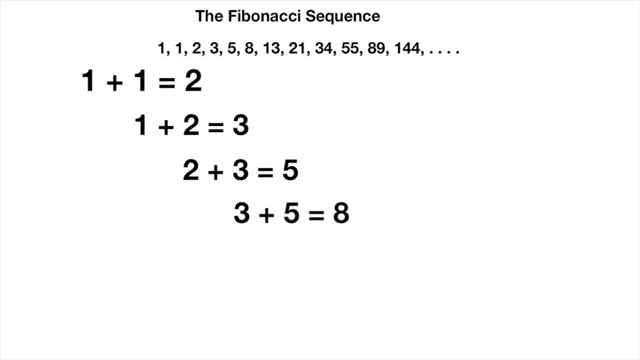 The Fibonacci Sequence
1, 1, 2, 3, 5, 8, 13, 21, 34, 55, 89, 144, . . . .
1 + 1 = 2
1 + 2 = 3
2 + 3 = 5
3 + 5 = 8